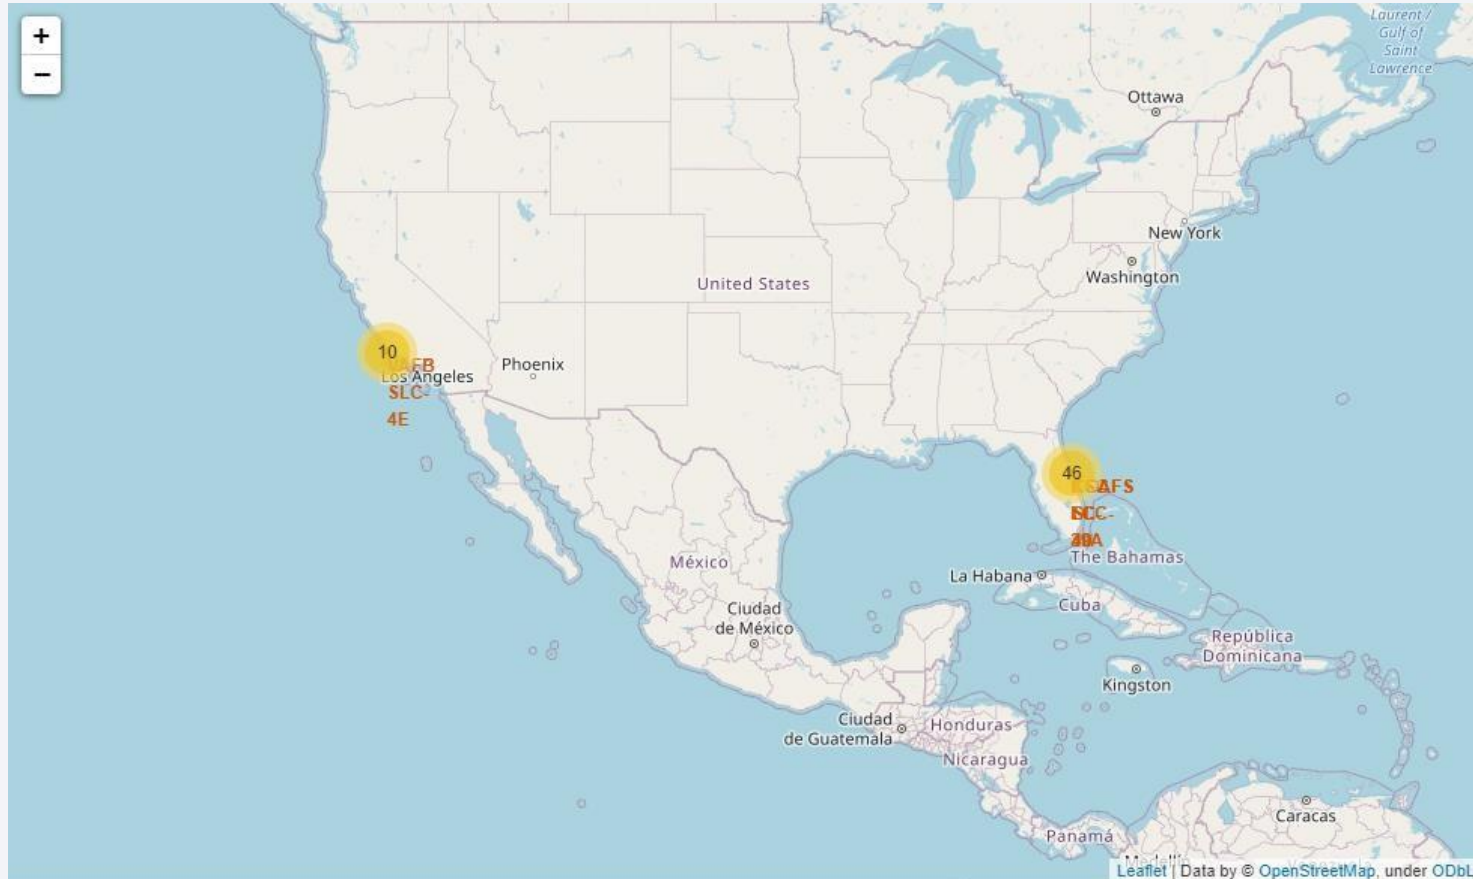 +
−
Laurent /
Gulf of
Saint
Lawrence
Ottawa
New York
Washington
United States
10
Phoenix
Los Angeles
SLC-
4E
46
The Bahamas
México
La Habana
Cuba
Ciudad
de México
República
Dominicana
Kingston
Ciudad
de Guatemala
Honduras
Nicaragua
Caracas
Panamá
Leaflet | Data by © OpenStreetMap, under ODbL